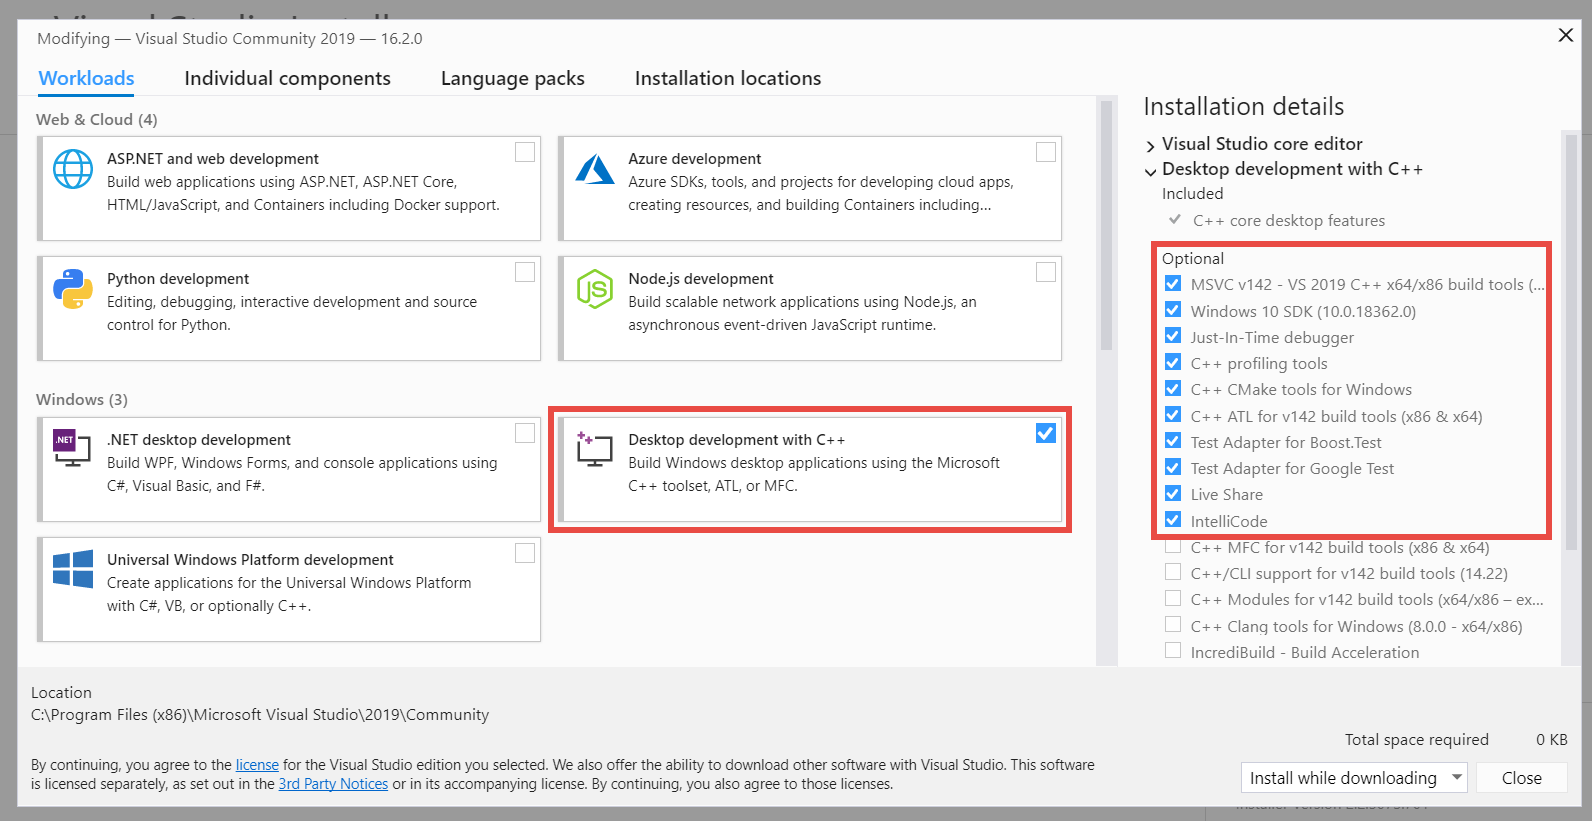 Modifying — Visual Studio Community 2019 — 16.2.0
Workloads
Individual components
Language packs
Installation locations
Web & Cloud (4)
ASP.NET and web development
Build web applications using ASP.NET, ASP.NET Core,
HTML/JavaScript, and Containers including Docker support.
Azure development
Azure SDKs, tools, and projects for developing cloud apps,
creating resources, and building Containers including...
Python development
Editing, debugging, interactive development and source
control for Python.
Node.js development
Build scalable network applications using Node.js, an
asynchronous event-driven JavaScript runtime.
Windows (3)
.NET
.NET desktop development
Build WPF, Windows Forms, and console applications using
C#, Visual Basic, and F#.
Desktop development with C++
Build Windows desktop applications using the Microsoft
C++ toolset, ATL, or MFC.
Universal Windows Platform development
Create applications for the Universal Windows Platform
with C#, VB, or optionally C++.
Installation details
Visual Studio core editor
Desktop development with C++
Included
C++ core desktop features
Optional
MSVC v142 - VS 2019 C++ x64/x86 build tools (...
Windows 10 SDK (10.0.18362.0)
Just-In-Time debugger
C++ profiling tools
C++ CMake tools for Windows
C++ ATL for v142 build tools (x86 & x64)
Test Adapter for Boost.Test
Test Adapter for Google Test
Live Share
IntelliCode
C++ MFC for v142 build tools (x86 & x64)
C++/CLI support for v142 build tools (14.22)
C++ Modules for v142 build tools (x64/x86 – ex...
C++ Clang tools for Windows (8.0.0 - x64/x86)
IncrediBuild - Build Acceleration
Location
C:\Program Files (x86)\Microsoft Visual Studio\2019\Community
By continuing, you agree to the license for the Visual Studio edition you selected. We also offer the ability to download other software with Visual Studio. This software
is licensed separately, as set out in the 3rd Party Notices or in its accompanying license. By continuing, you also agree to those licenses.
Total space required 0 KB
Install while downloading
Close